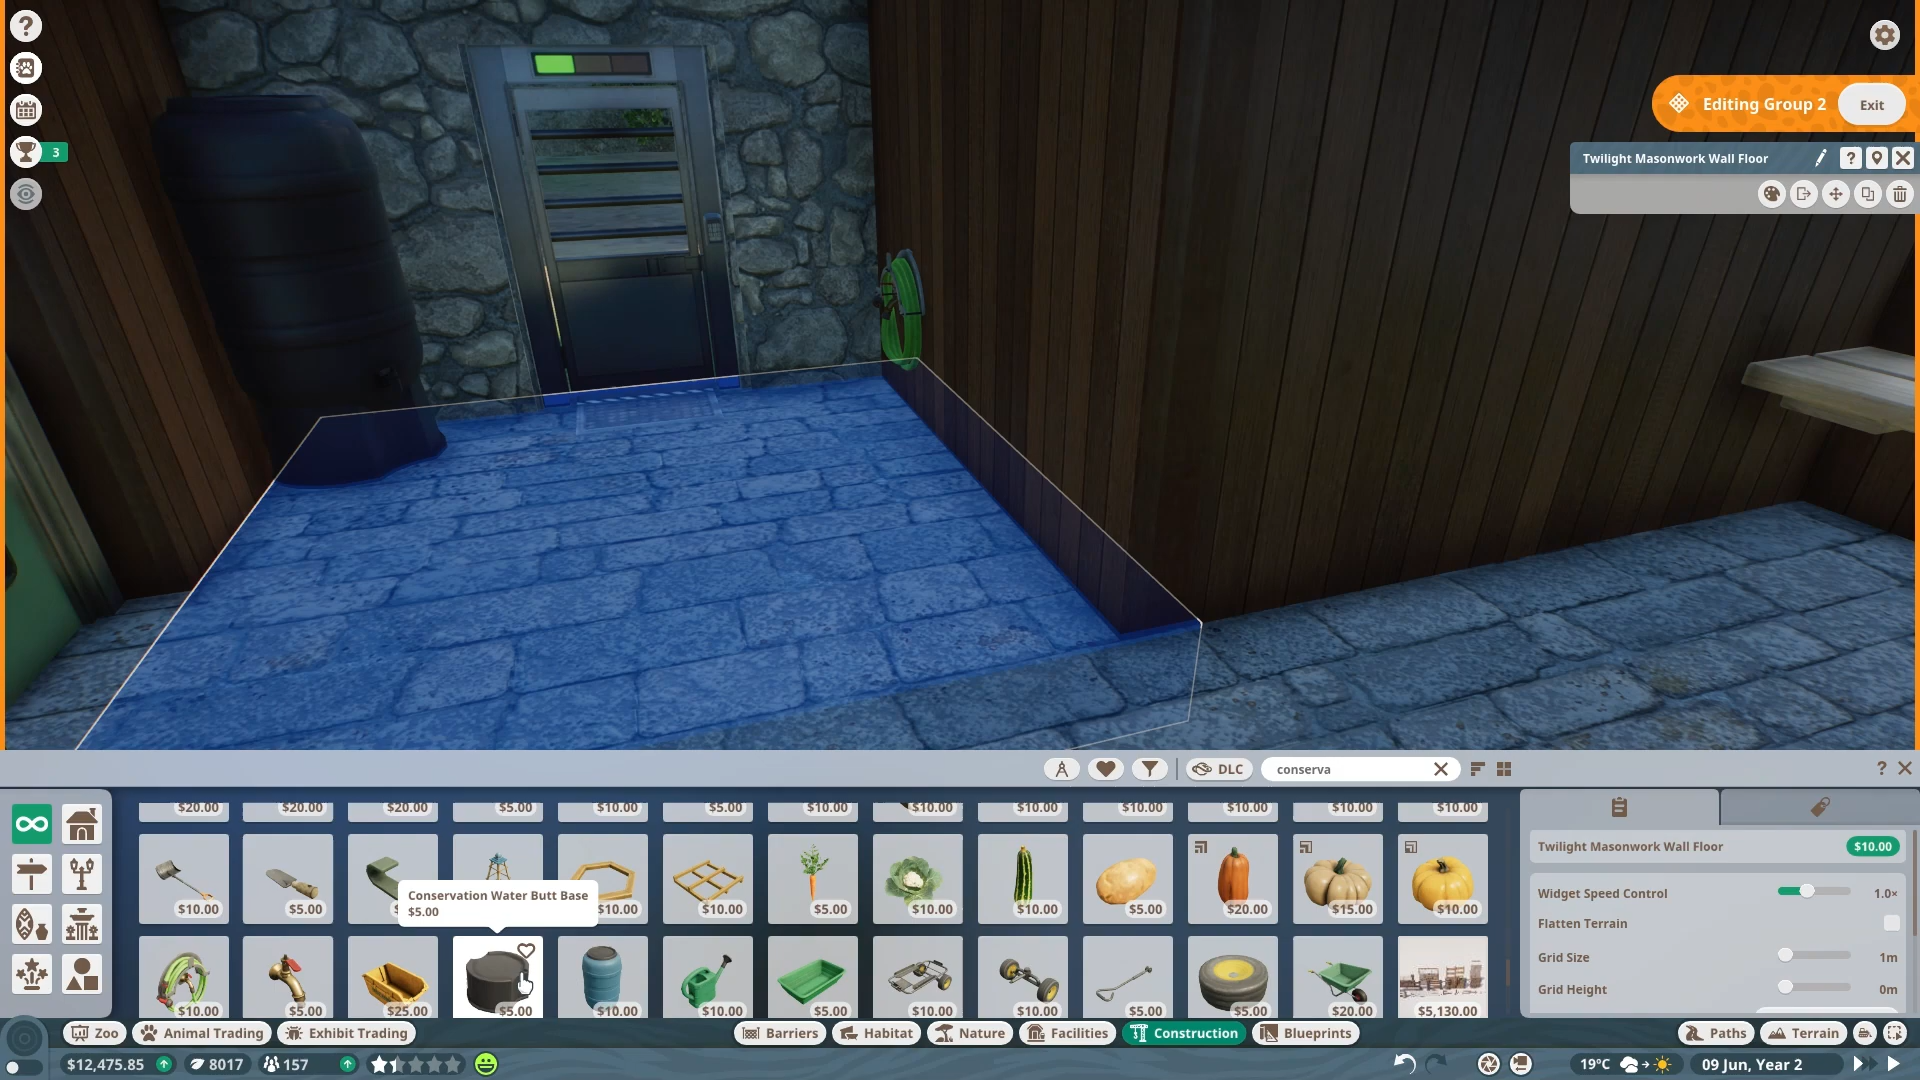 ?
3
Editing Group 2
Exit
Twilight Masonwork Wall Floor
?
DLC
conserva
?
$20.00 $20.00 $20.00 $5.00 $10.00 $5.00 $10.00 $10.00 $10.00 $10.00 $10.00 $10.00 $10.00
Conservation Water Butt Base
$5.00
$10.00 $5.00 $10.00 $10.00 $5.00 $10.00 $10.00 $5.00 $20.00 $15.00 $10.00
$10.00 $5.00 $25.00 $5.00 $10.00 $10.00 $5.00 $10.00 $10.00 $5.00 $5.00 $20.00 $5,130.00
Twilight Masonwork Wall Floor
$10.00
Widget Speed Control
1.0×
Flatten Terrain
Grid Size
1m
Grid Height
0m
Zoo
Animal Trading
Exhibit Trading
Barriers
Habitat
Nature
Facilities
Construction
Blueprints
Paths
Terrain
$12,475.85
8017
157
19°C
09 Jun, Year 2